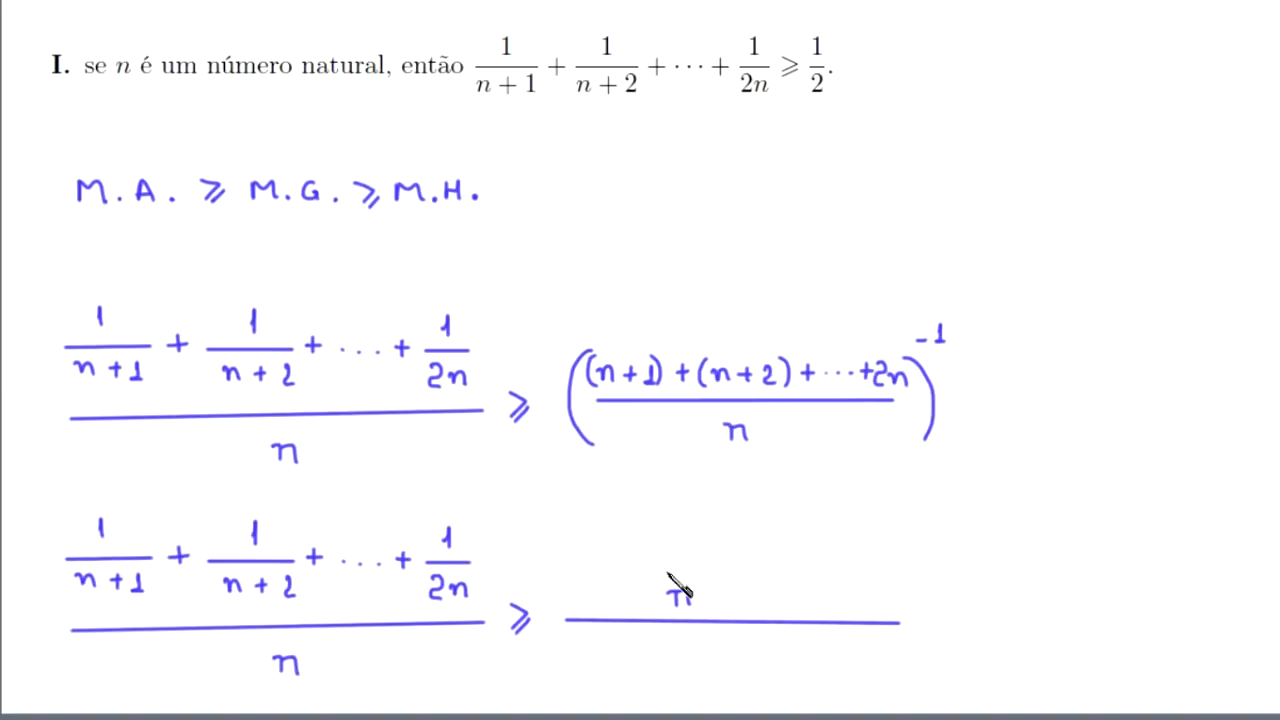 I. se n é um número natural, então 1/(n + 1) + 1/(n + 2) + ··· + 1/(2n) ⩾ 1/2.
M.A. ⩾ M.G. ⩾ M.H.
(1/(n+1) + 1/(n+2) + ... + 1/(2n))/n ⩾ (((n+1)+(n+2)+ ··· +2n)/n)^(-1)
(1/(n+1) + 1/(n+2) + ... + 1/(2n))/n ⩾ n/